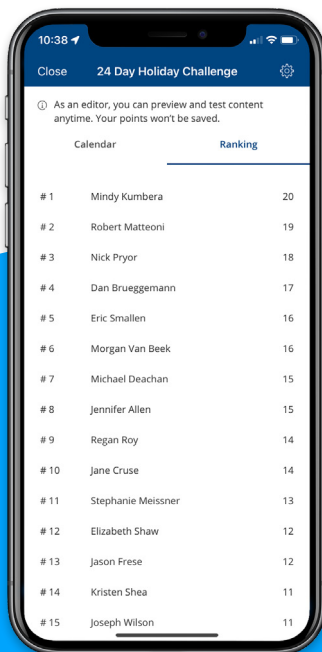 10:38
Close 24 Day Holiday Challenge
As an editor, you can preview and test content
anytime. Your points won't be saved.
Calendar Ranking
# 1 Mindy Kumbera 20
# 2 Robert Matteoni 19
# 3 Nick Pryor 18
# 4 Dan Brueggemann 17
# 5 Eric Smallen 16
# 6 Morgan Van Beek 16
# 7 Michael Deachan 15
# 8 Jennifer Allen 15
# 9 Regan Roy 14
# 10 Jane Cruse 14
# 11 Stephanie Meissner 13
# 12 Elizabeth Shaw 12
# 13 Jason Frese 12
# 14 Kristen Shea 11
# 15 Joseph Wilson 11